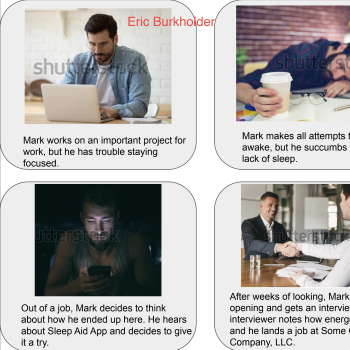 Eric Burkholder
shutterstock
Mark works on an important project for
work, but he has trouble staying
focused.
shutterst
Mark makes all attempts
awake, but he succumbs
lack of sleep.
utterstock
Out of a job, Mark decides to think
about how he ended up here. He hears
about Sleep Aid App and decides to give
it a try.
shutterst
After weeks of looking, Mark
opening and gets an intervie
interviewer notes how energ
and he lands a job at Some
Company, LLC.